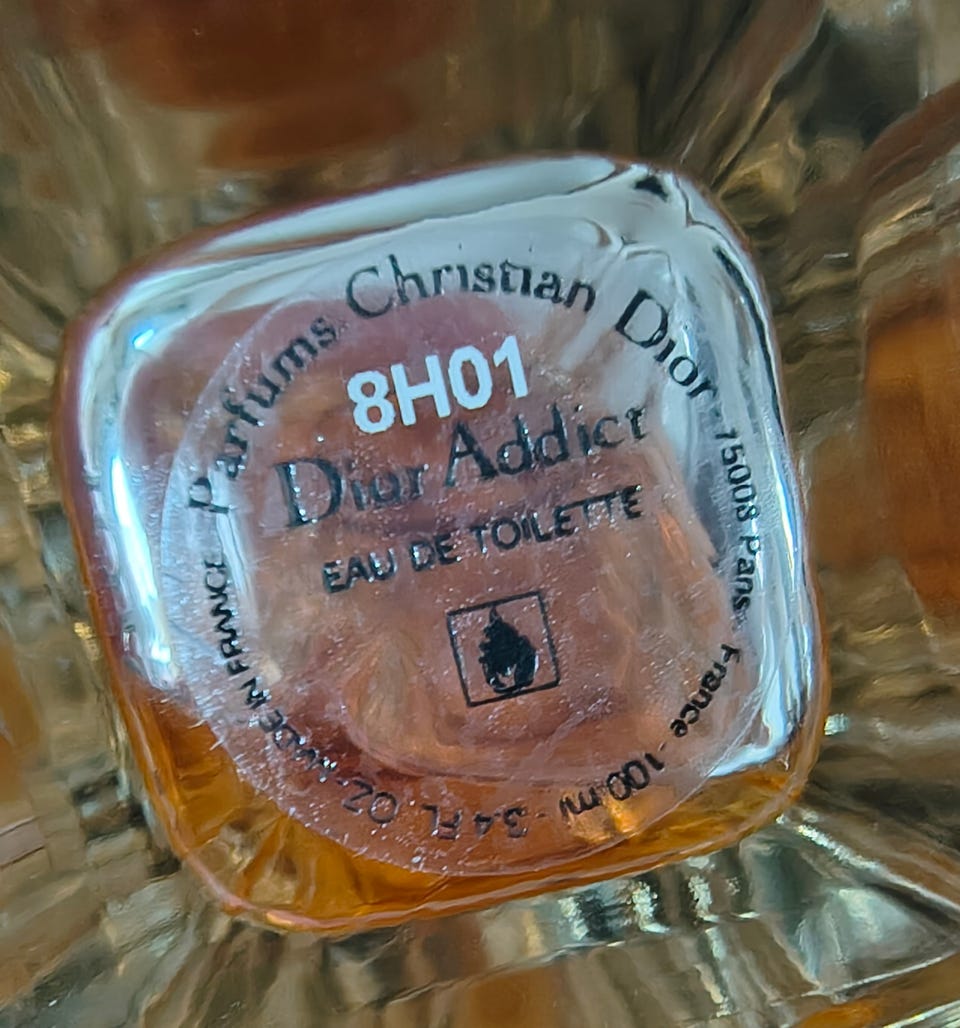 Parfums Christian Dior - 75008 Paris - France - 100 ml - 3.4 FL. OZ. - MADE IN FRANCE
8H01
Dior Addict
EAU DE TOILETTE